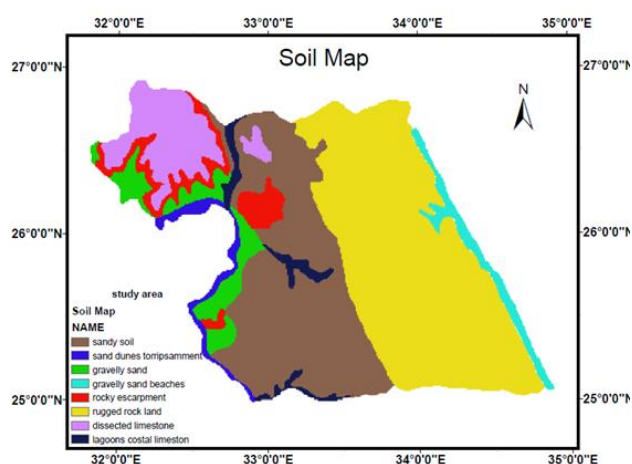 32°0'0"N 33°0'0"E 34°0'0"E 35°0'0"E
Soil Map
N
27°0'0"N 27°0'0"N
26°0'0"N 26°0'0"N
25°0'0"N 25°0'0"N
study area
Soil Map
NAME
sandy soil
sand dunes torripsamment
gravelly sand
gravelly sand beaches
rocky escarpment
rugged rock land
dissected limestone
lagoons costal limeston
32°0'0"E 33°0'0"E 34°0'0"E 35°0'0"E